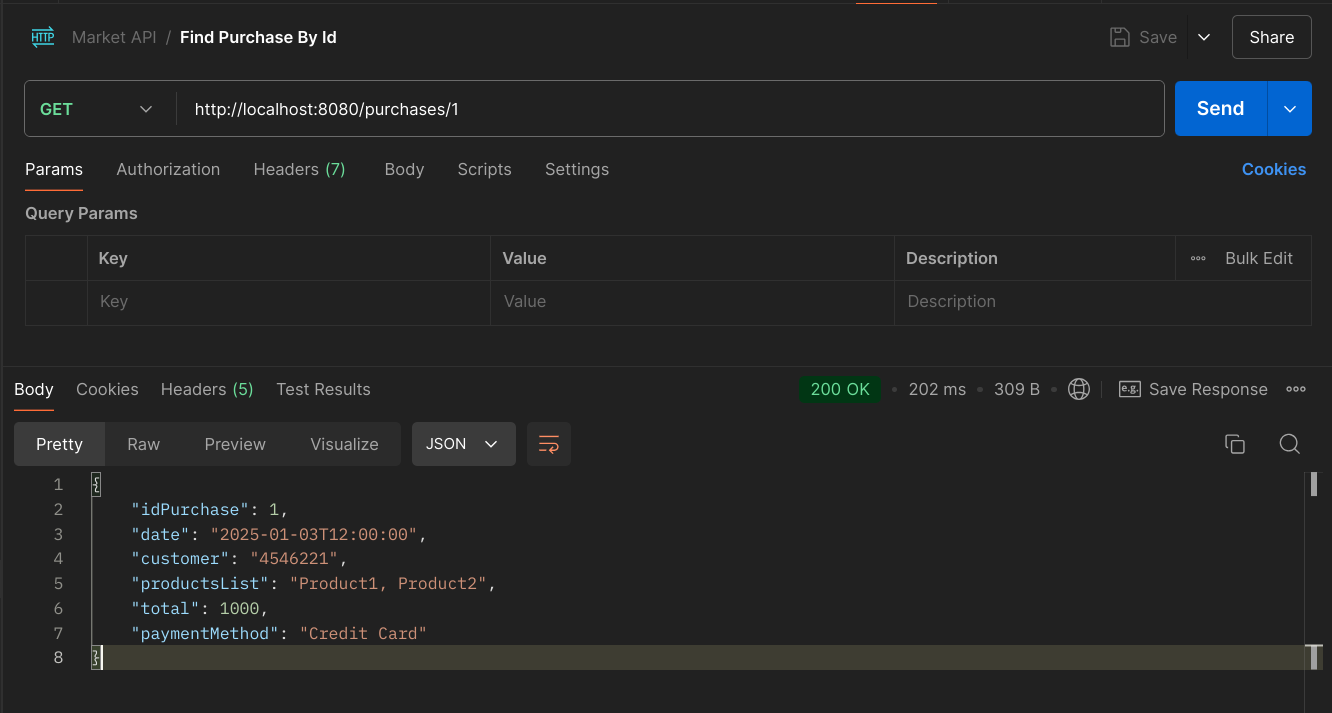 HTTP Market API / Find Purchase By Id Save Share
GET http://localhost:8080/purchases/1 Send
Params Authorization Headers (7) Body Scripts Settings Cookies
Query Params
Key Value Description Bulk Edit
Key Value Description
Body Cookies Headers (5) Test Results 200 OK • 202 ms • 309 B • e.g. Save Response
Pretty Raw Preview Visualize JSON
1 {
2 "idPurchase": 1,
3 "date": "2025-01-03T12:00:00",
4 "customer": "4546221",
5 "productsList": "Product1, Product2",
6 "total": 1000,
7 "paymentMethod": "Credit Card"
8 }